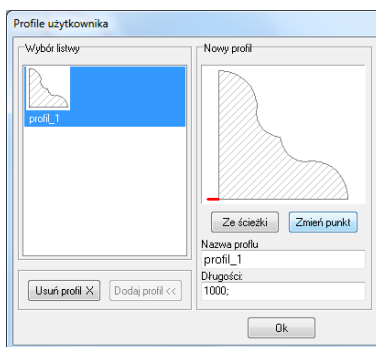 Profile użytkownika
Wybór listwy
profil_1
Usuń profil X
Dodaj profil <<
Nowy profil
Ze ścieżki
Zmień punkt
Nazwa proflu
profil_1
Długości:
1000;
Ok